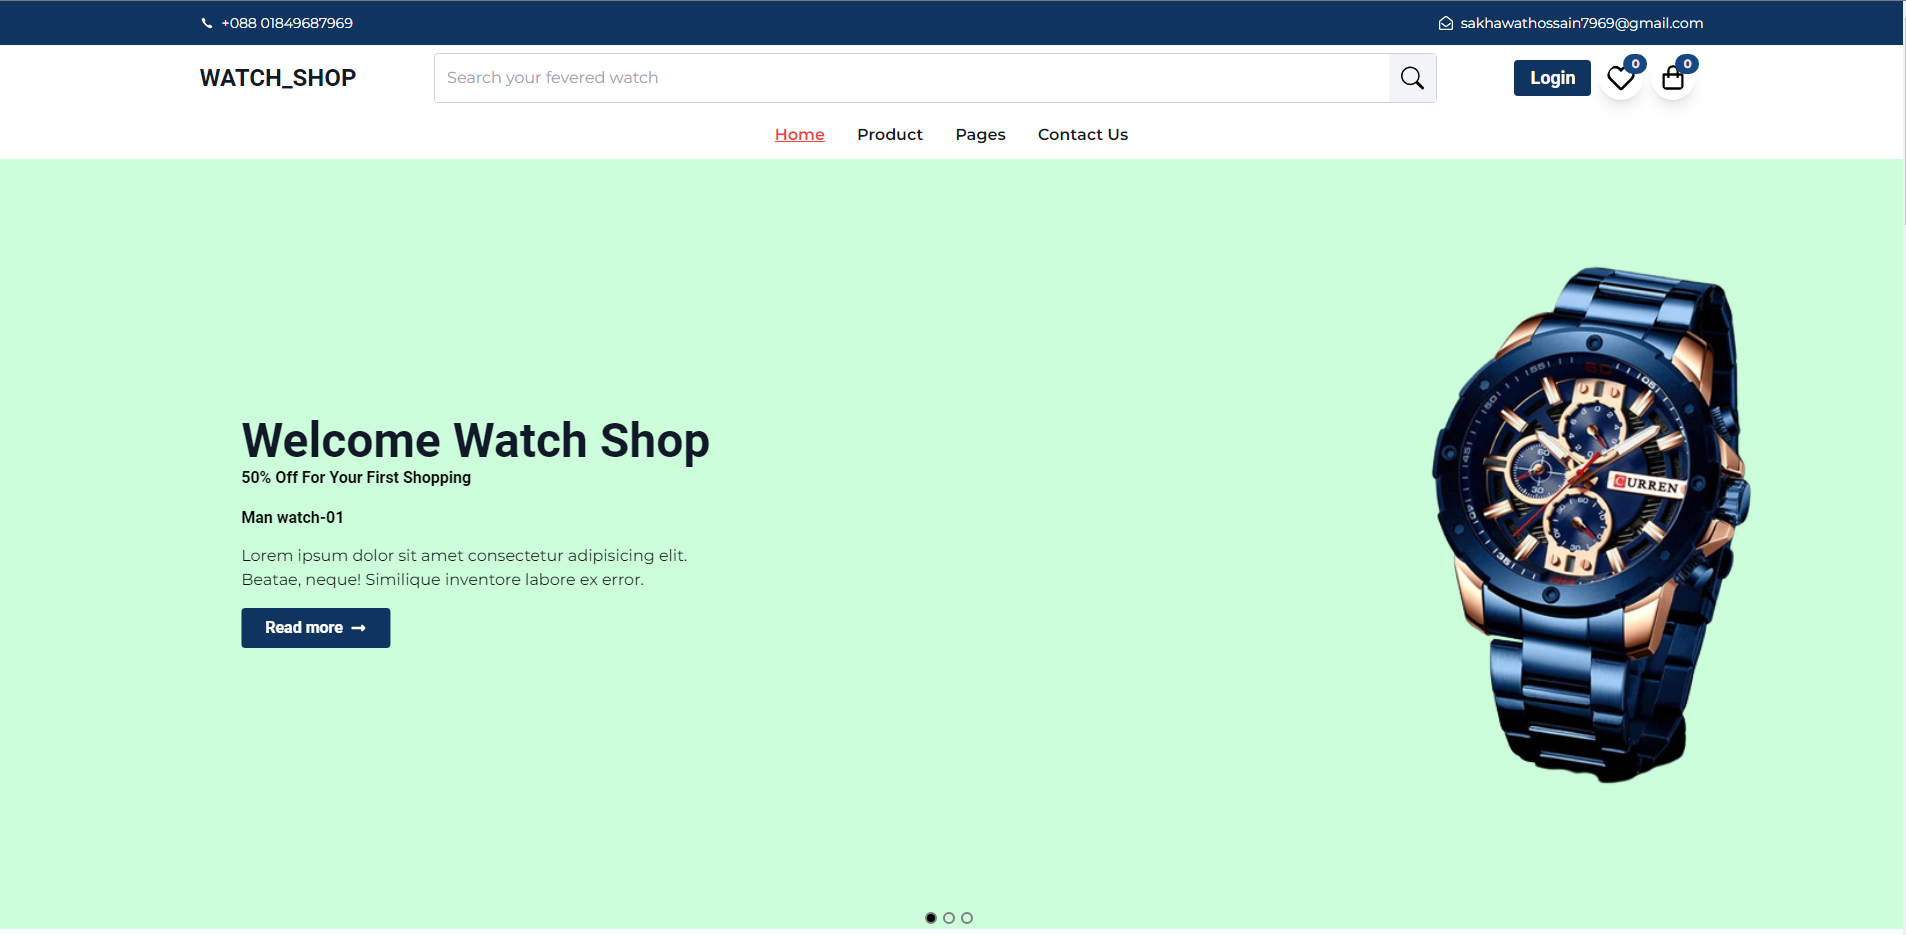 +088 01849687969
sakhawathossain7969@gmail.com
WATCH_SHOP
Search your fevered watch
Login
0
0
Home
Product
Pages
Contact Us
Welcome Watch Shop
50% Off For Your First Shopping
Man watch-01
Lorem ipsum dolor sit amet consectetur adipisicing elit.
Beatae, neque! Similique inventore labore ex error.
Read more
CURREN